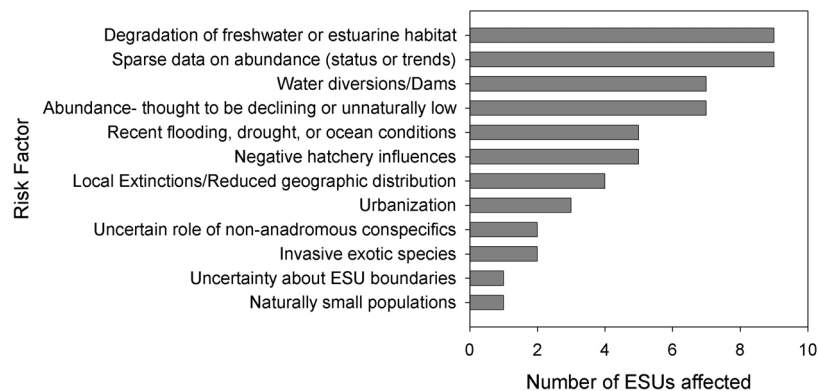 Risk Factor
Degradation of freshwater or estuarine habitat
Sparse data on abundance (status or trends)
Water diversions/Dams
Abundance- thought to be declining or unnaturally low
Recent flooding, drought, or ocean conditions
Negative hatchery influences
Local Extinctions/Reduced geographic distribution
Urbanization
Uncertain role of non-anadromous conspecifics
Invasive exotic species
Uncertainty about ESU boundaries
Naturally small populations
0 2 4 6 8 10
Number of ESUs affected